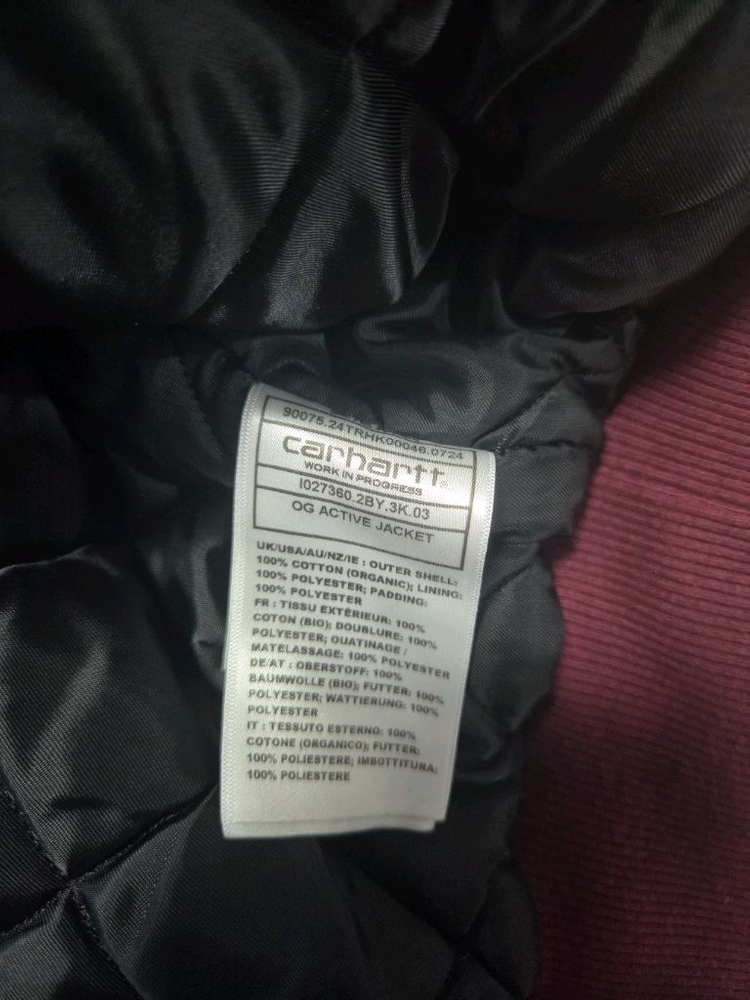 90075.24TRHK00046.0724
carhartt
WORK IN PROGRESS
I027360.2BY.3K.03
OG ACTIVE JACKET
UK/USA/AU/NZ/IE : OUTER SHELL:
100% COTTON (ORGANIC); LINING:
100% POLYESTER; PADDING:
100% POLYESTER
FR : TISSU EXTÉRIEUR: 100%
COTON (BIO); DOUBLURE: 100%
POLYESTER; OUATINAGE /
MATELASSAGE: 100% POLYESTER
DE/AT : OBERSTOFF: 100%
BAUMWOLLE (BIO); FUTTER: 100%
POLYESTER; WATTIERUNG: 100%
POLYESTER
IT : TESSUTO ESTERNO: 100%
COTONE (ORGANICO); FUTTER:
100% POLIESTERE; IMBOTTITURA:
100% POLIESTERE